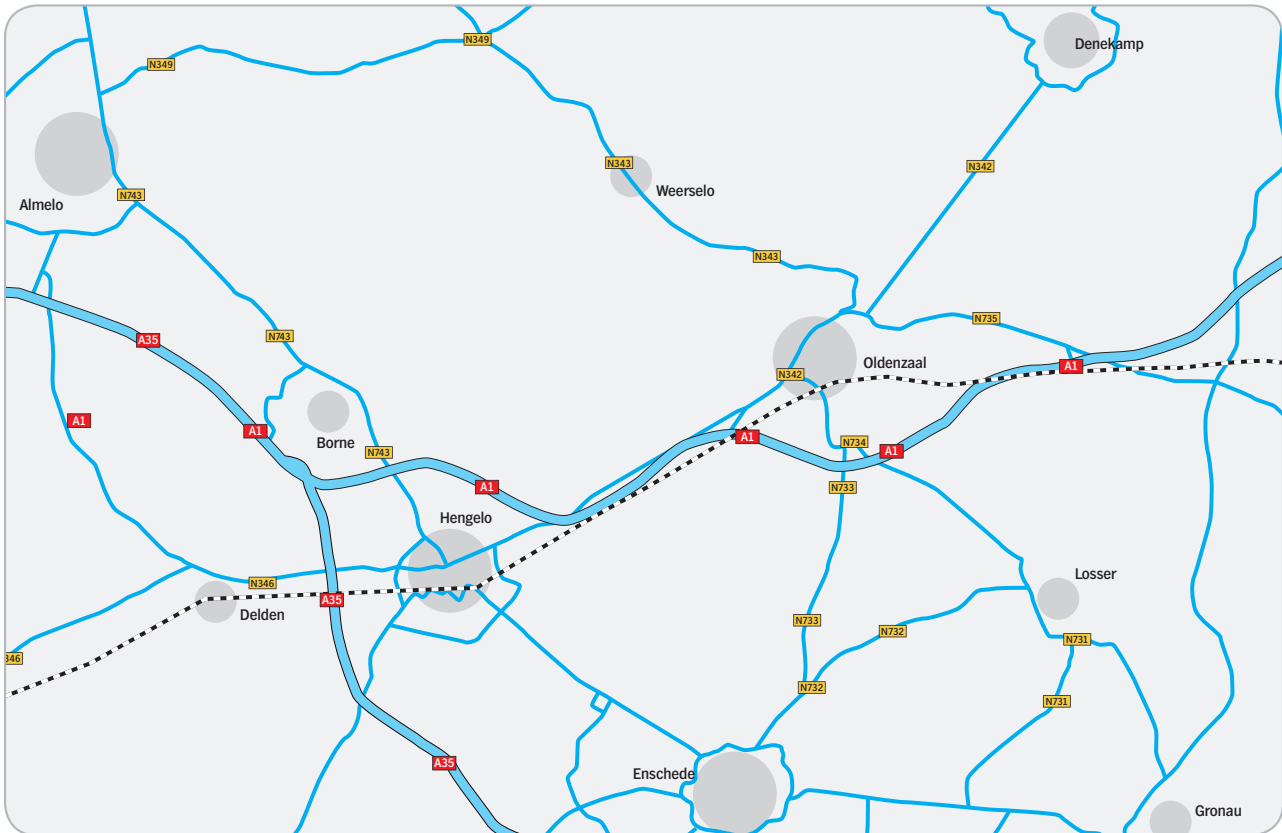 N349
Denekamp
N349
N343
N342
Weerselo
N743
Almelo
N343
N735
N743
A35
Oldenzaal
A1
N342
A1
A1
Borne
A1
N734
N743
A1
A1
N733
Hengelo
Losser
N346
A35
Delden
N733
N732
N731
346
N732
N731
A35
Enschede
Gronau